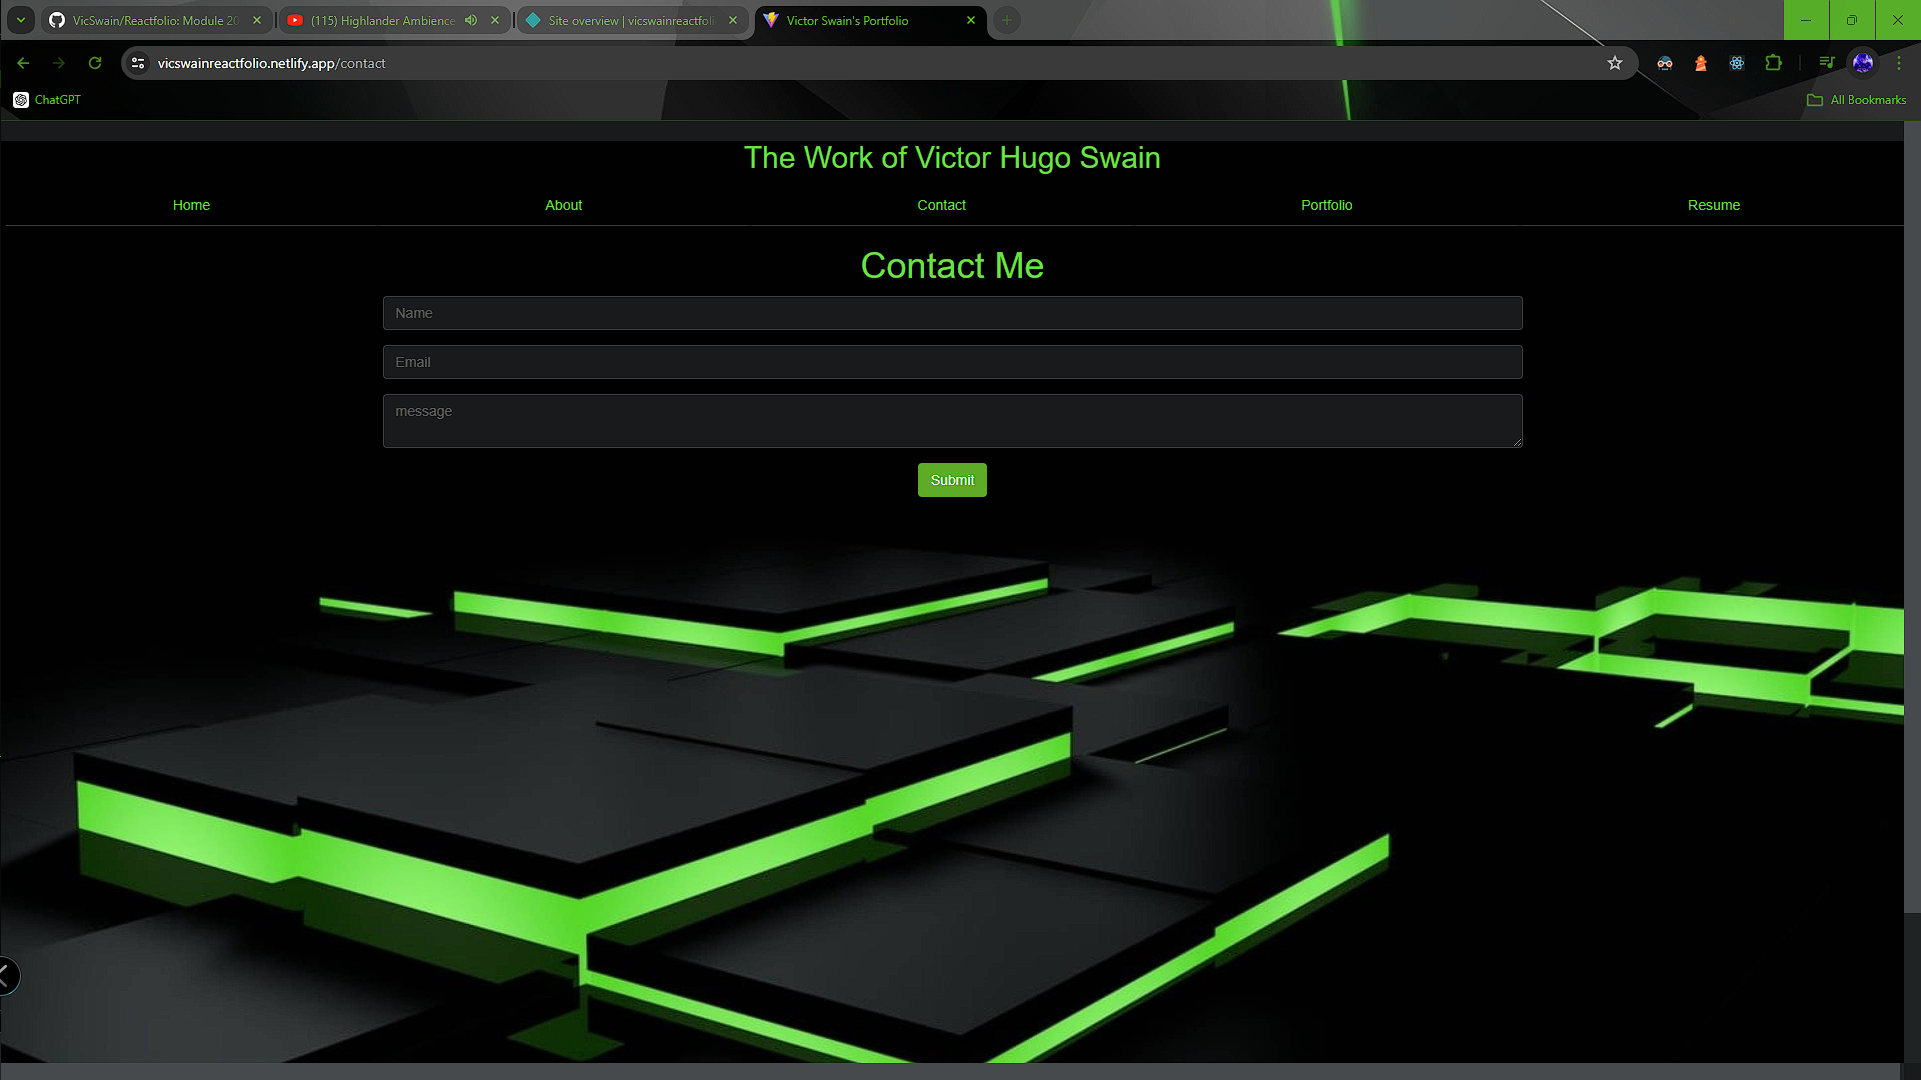 VicSwain/Reactfolio: Module 20
(115) Highlander Ambience
Site overview | vicswainreactfoli
Victor Swain's Portfolio
vicswainreactfolio.netlify.app/contact
ChatGPT
All Bookmarks
The Work of Victor Hugo Swain
Home
About
Contact
Portfolio
Resume
Contact Me
Name
Email
message
Submit